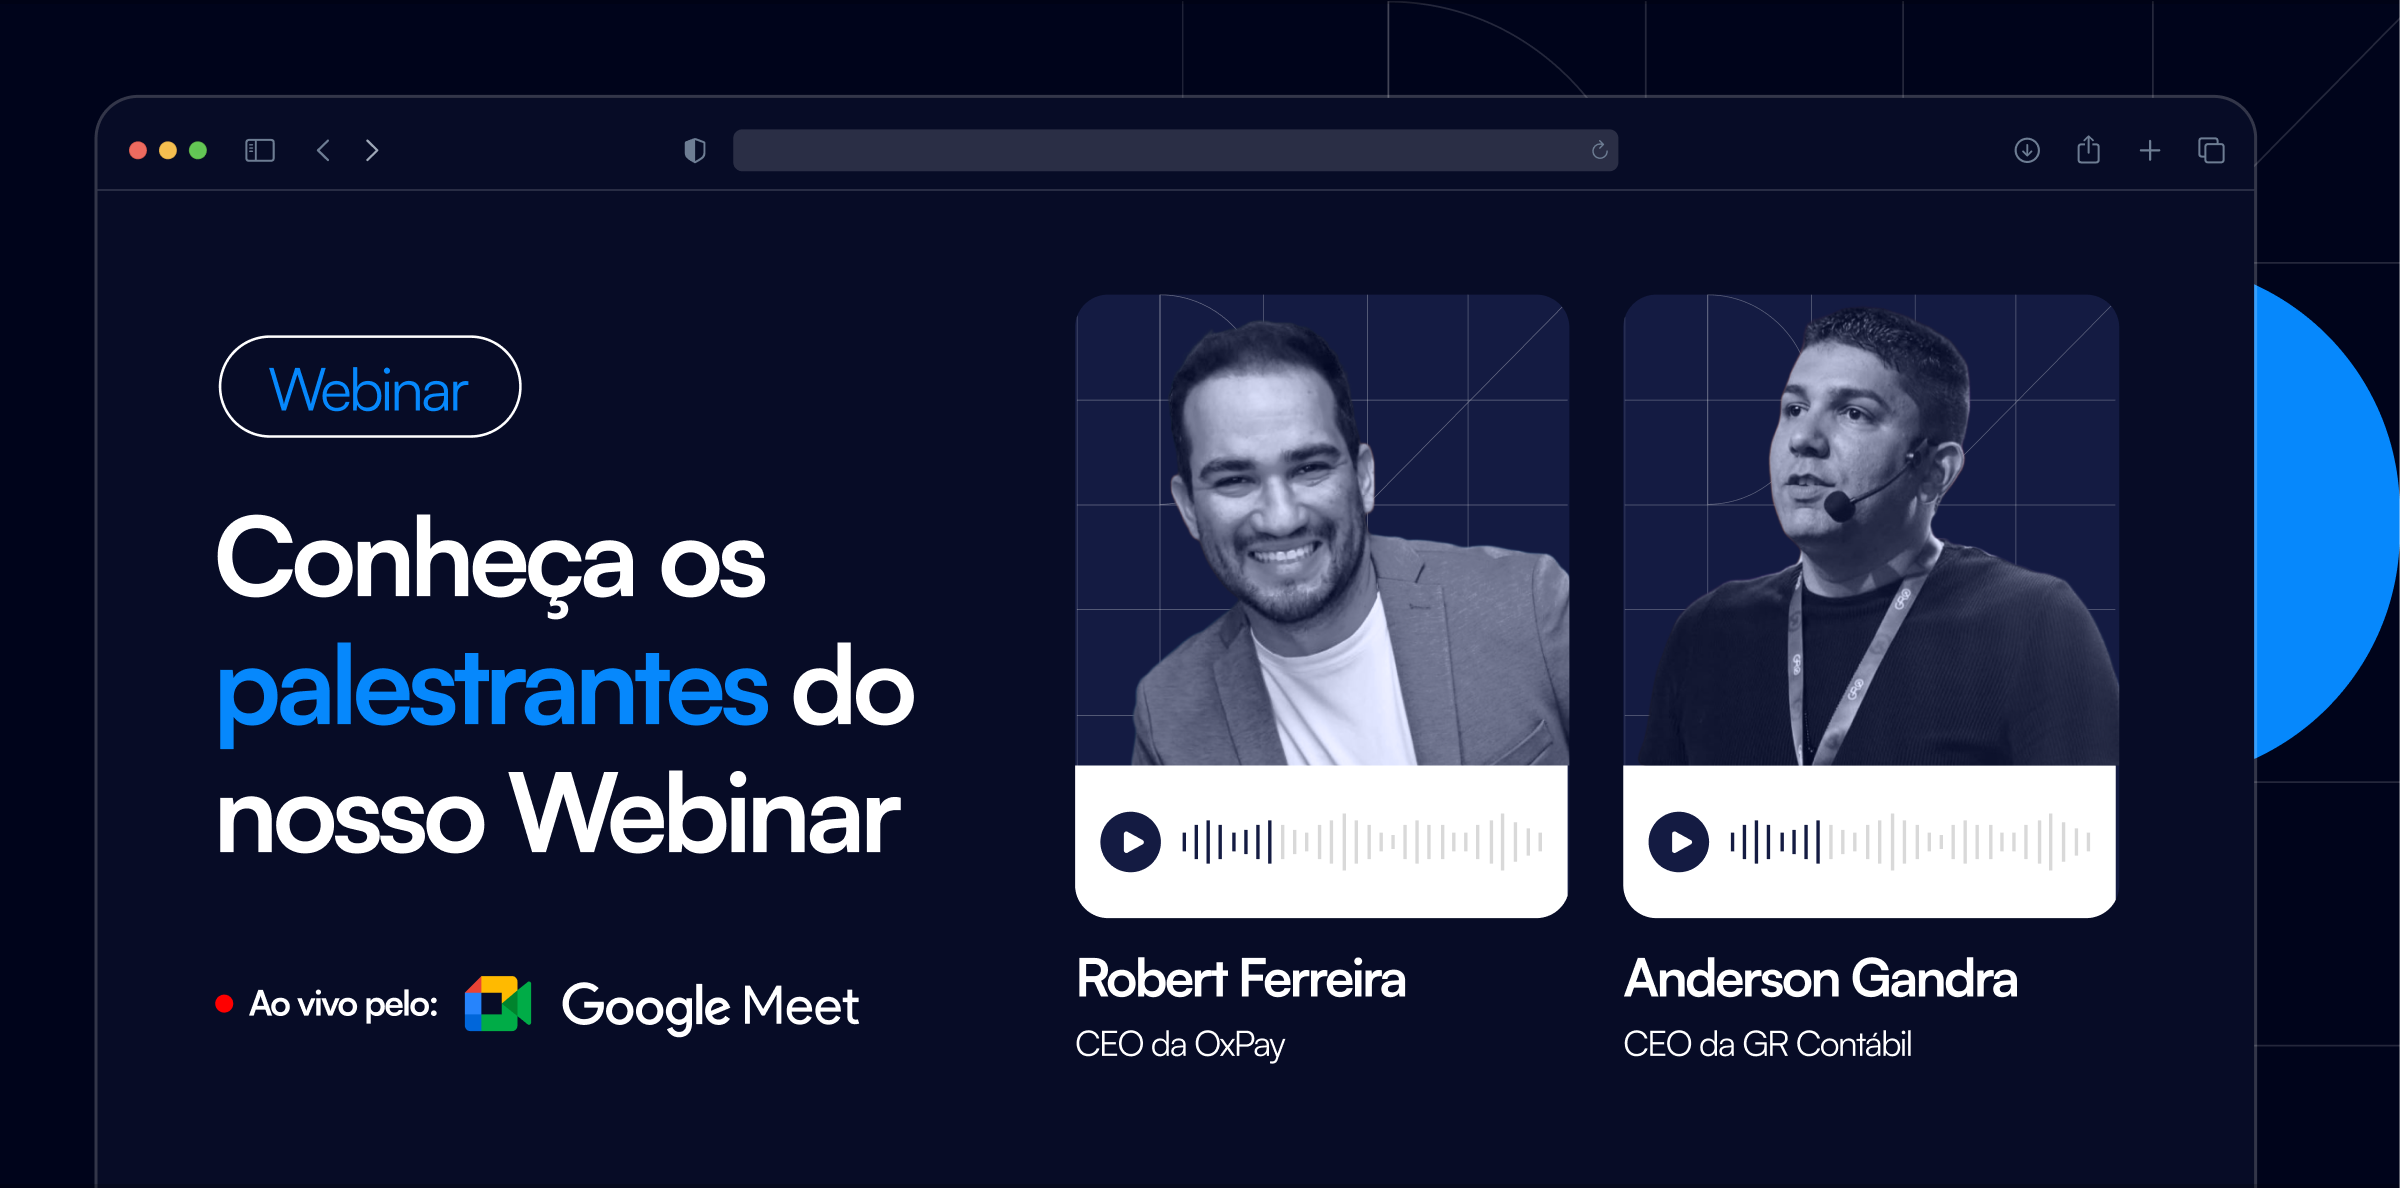 Webinar
Conheça os
palestrantes do
nosso Webinar
Ao vivo pelo: Google Meet
Robert Ferreira
CEO da OxPay
Anderson Gandra
CEO da GR Contábil